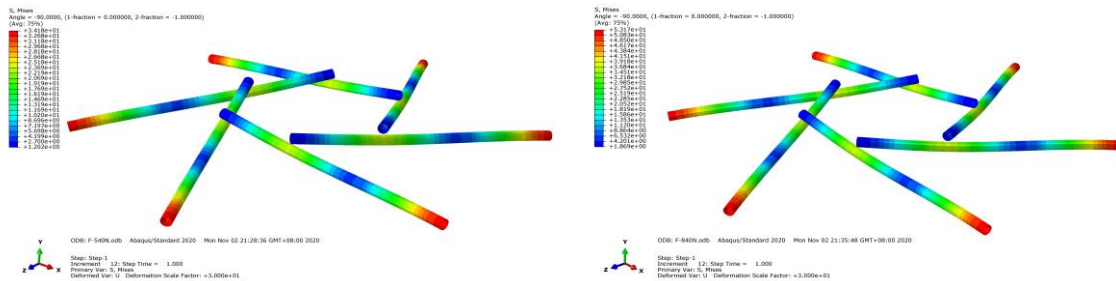 S, Mises
Angle = -90.0000, (1-fraction = 0.000000, 2-fraction = -1.000000)
(Avg: 75%)
+3.418e+01
+3.268e+01
+3.118e+01
+2.968e+01
+2.818e+01
+2.668e+01
+2.518e+01
+2.369e+01
+2.219e+01
+2.069e+01
+1.919e+01
+1.769e+01
+1.619e+01
+1.469e+01
+1.319e+01
+1.169e+01
+1.020e+01
+8.696e+00
+7.197e+00
+5.698e+00
+4.199e+00
+2.700e+00
+1.202e+00
Y
Z
X
ODB: F-540N.odb Abaqus/Standard 2020 Mon Nov 02 21:28:36 GMT+08:00 2020
Step: Step-1
Increment 12: Step Time = 1.000
Primary Var: S, Mises
Deformed Var: U Deformation Scale Factor: +3.000e+01
S, Mises
Angle = -90.0000, (1-fraction = 0.000000, 2-fraction = -1.000000)
(Avg: 75%)
+5.317e+01
+5.083e+01
+4.850e+01
+4.617e+01
+4.384e+01
+4.151e+01
+3.918e+01
+3.684e+01
+3.451e+01
+3.218e+01
+2.985e+01
+2.752e+01
+2.519e+01
+2.285e+01
+2.052e+01
+1.819e+01
+1.586e+01
+1.353e+01
+1.120e+01
+8.864e+00
+6.532e+00
+4.201e+00
+1.869e+00
Y
Z
X
ODB: F-840N.odb Abaqus/Standard 2020 Mon Nov 02 21:35:48 GMT+08:00 2020
Step: Step-1
Increment 12: Step Time = 1.000
Primary Var: S, Mises
Deformed Var: U Deformation Scale Factor: +3.000e+01